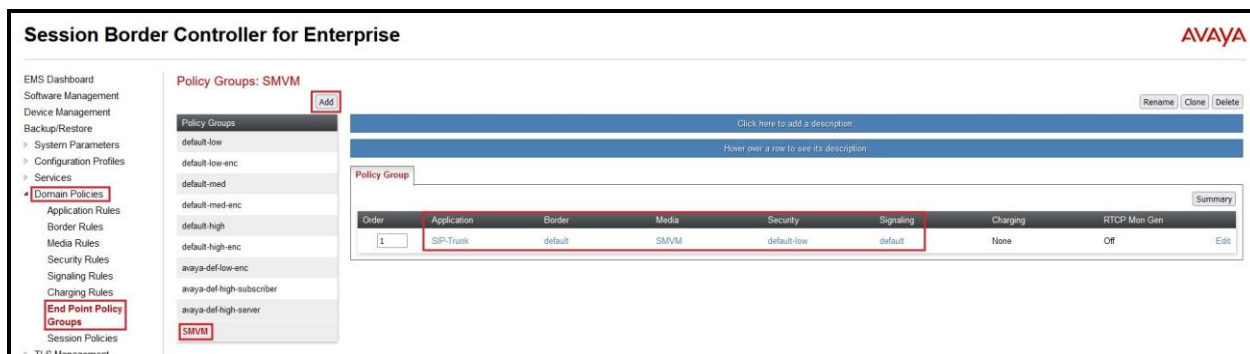 Session Border Controller for Enterprise
AVAYA
EMS Dashboard
Software Management
Device Management
Backup/Restore
System Parameters
Configuration Profiles
Services
Domain Policies
Application Rules
Border Rules
Media Rules
Security Rules
Signaling Rules
Charging Rules
End Point Policy
Groups
Session Policies
TLS Management
Policy Groups: SMVM
Add
Rename Clone Delete
Policy Groups
default-low
default-low-enc
default-med
default-med-enc
default-high
default-high-enc
avaya-def-low-enc
avaya-def-high-subscriber
avaya-def-high-server
SMVM
Click here to add a description.
Hover over a row to see its description.
Policy Group
Summary
Order Application Border Media Security Signaling Charging RTCP Mon Gen
1 SIP-Trunk default SMVM default-low default None Off Edit